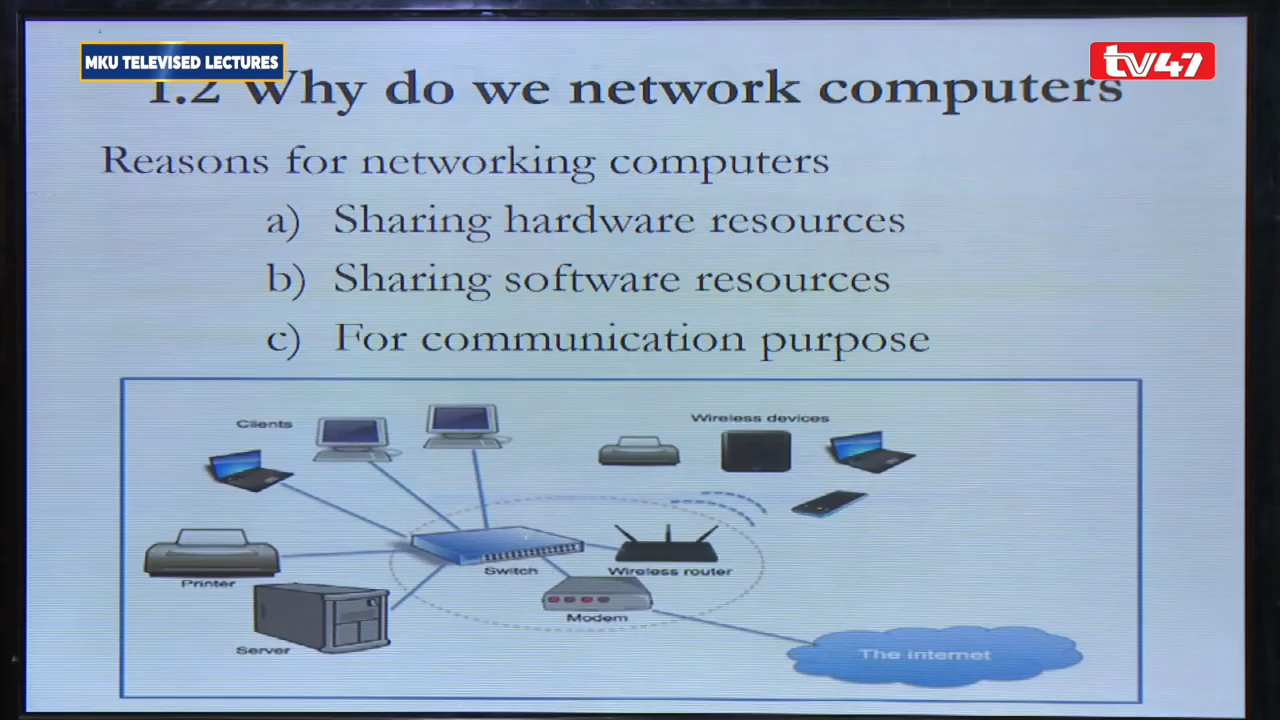 MKU TELEVISED LECTURES
tv47
1.2 Why do we network computers
Reasons for networking computers
a) Sharing hardware resources
b) Sharing software resources
c) For communication purpose
Clients
Wireless devices
Switch
Wireless router
Printer
Modem
Server
The internet